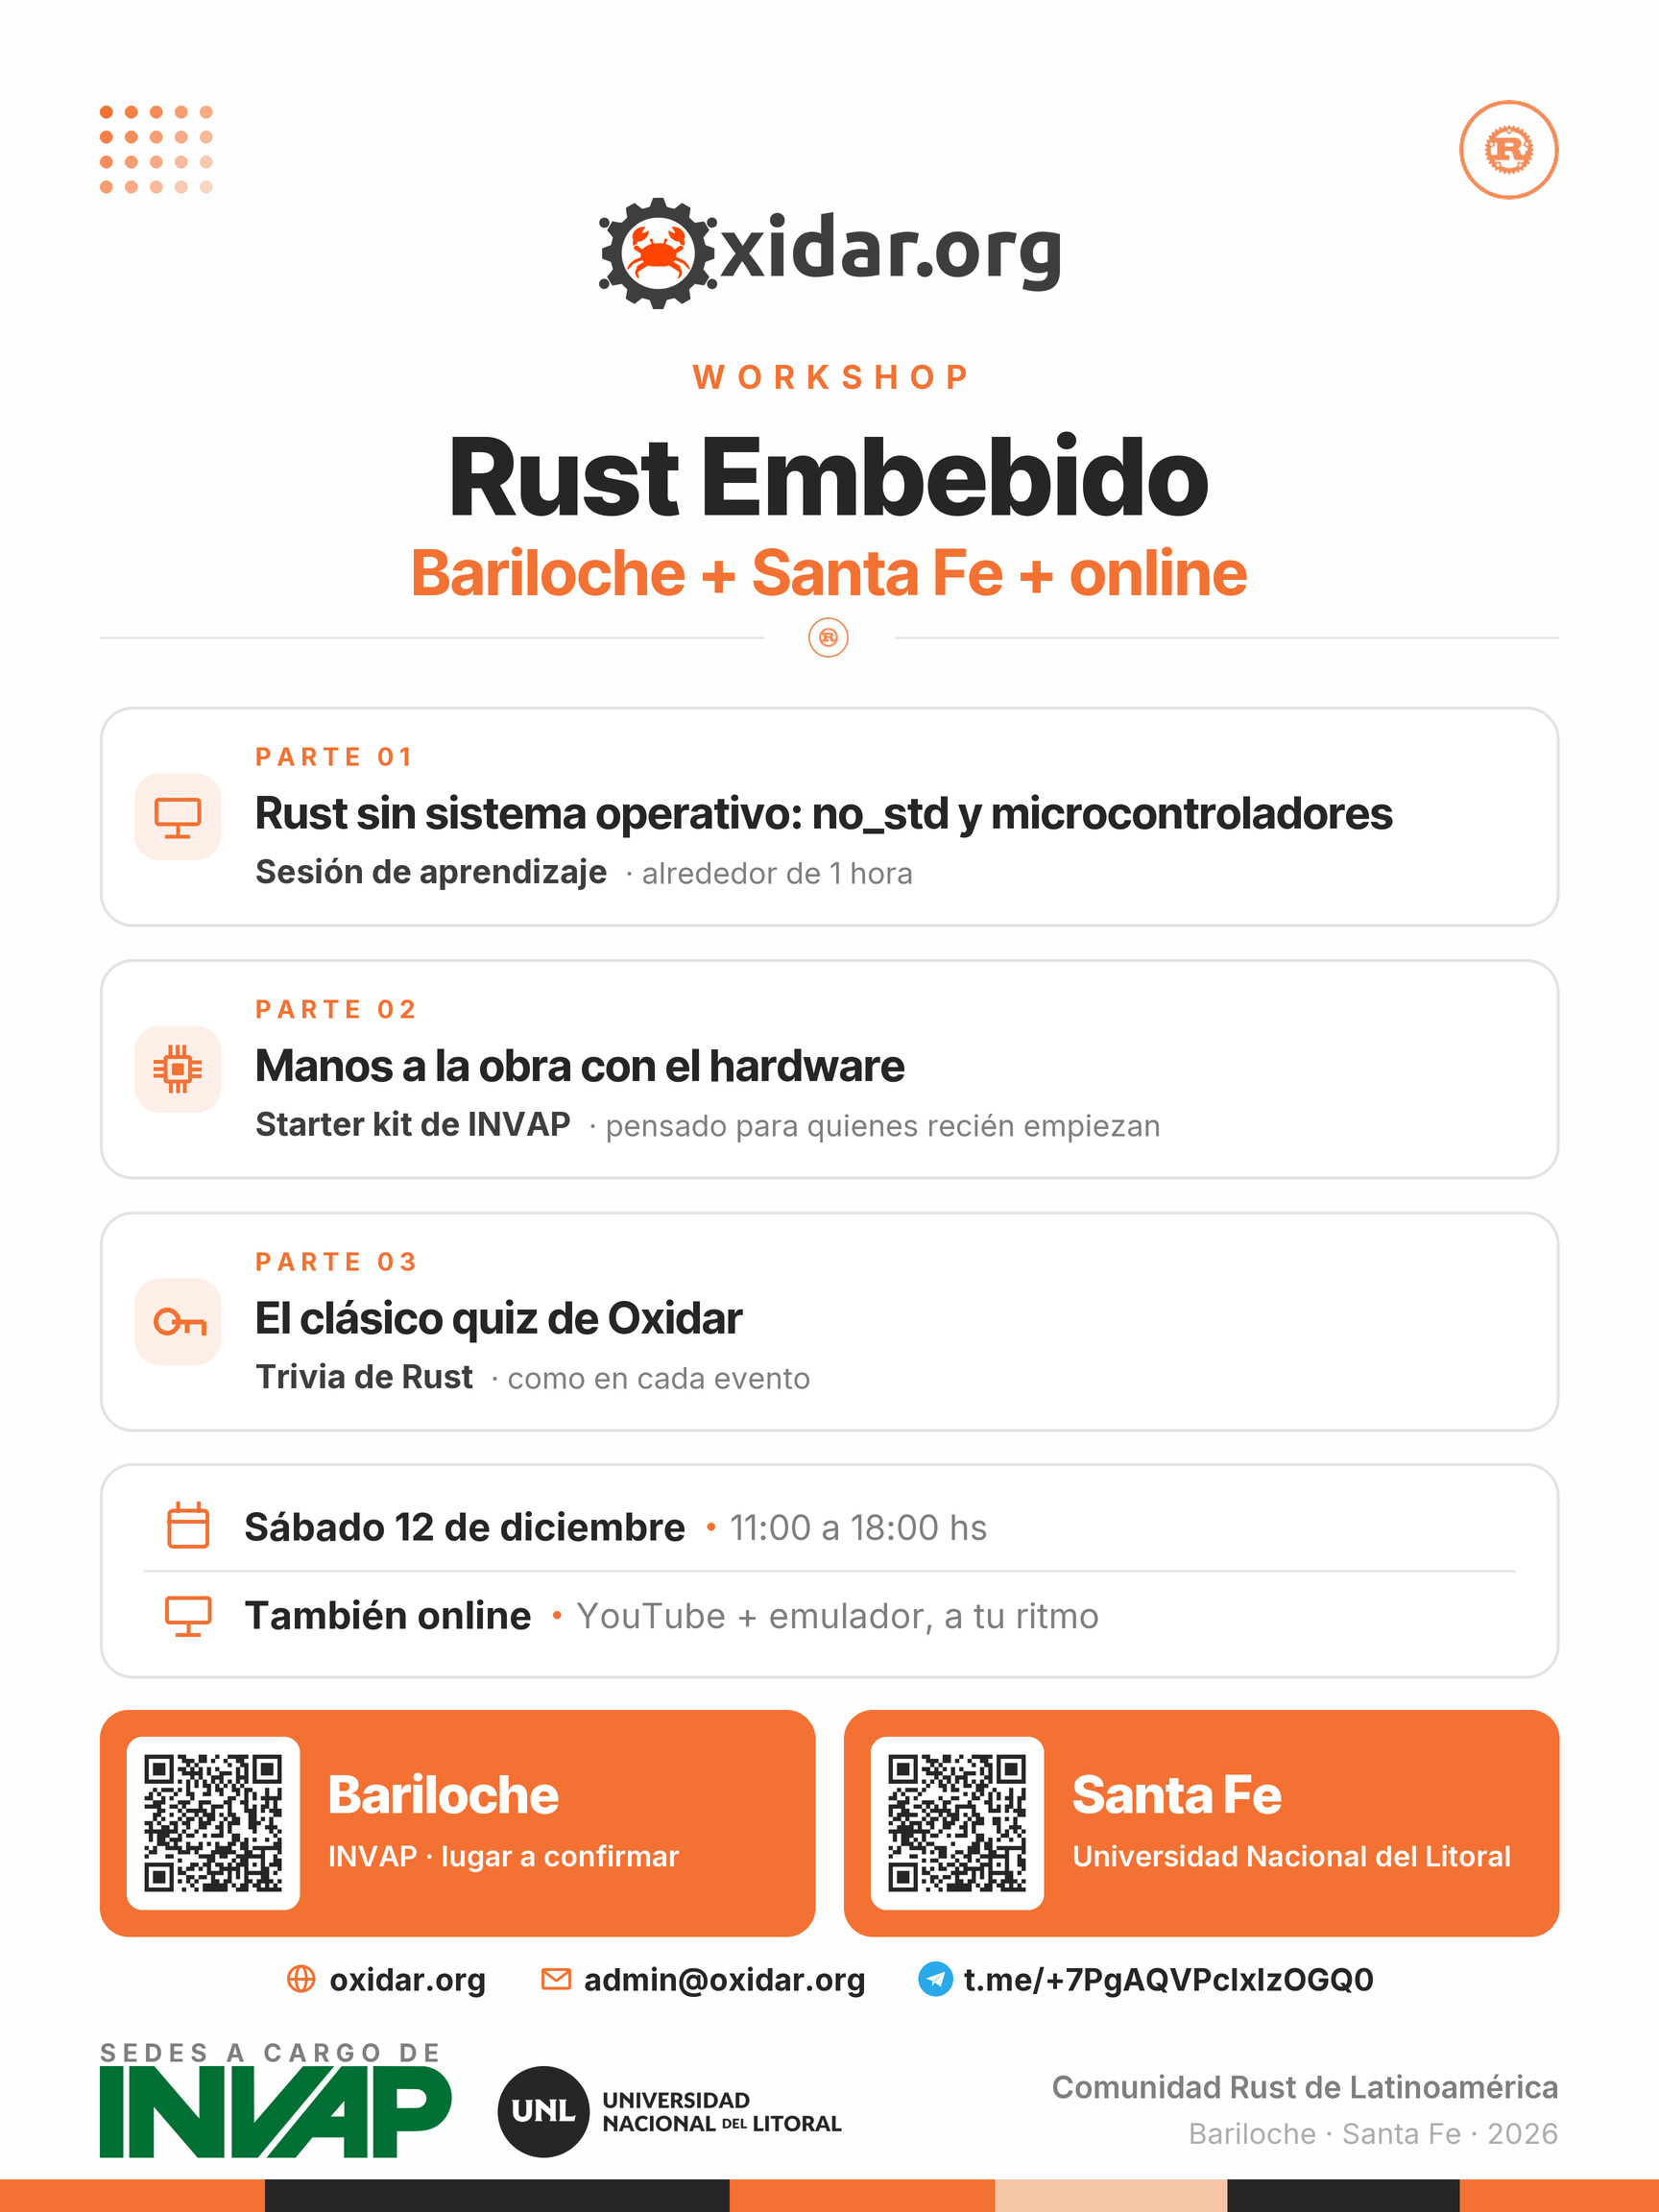 xidar.org
WORKSHOP
Rust Embebido
Bariloche + Santa Fe + online
PARTE 01
Rust sin sistema operativo: no_std y microcontroladores
Sesión de aprendizaje · alrededor de 1 hora
PARTE 02
Manos a la obra con el hardware
Starter kit de INVAP · pensado para quienes recién empiezan
PARTE 03
El clásico quiz de Oxidar
Trivia de Rust · como en cada evento
Sábado 12 de diciembre • 11:00 a 18:00 hs
También online • YouTube + emulador, a tu ritmo
Bariloche
INVAP · lugar a confirmar
Santa Fe
Universidad Nacional del Litoral
oxidar.org
admin@oxidar.org
t.me/+7PgAQVPclxlzOGQ0
SEDES A CARGO DE
INVAP
UNL
UNIVERSIDAD
NACIONAL DEL LITORAL
Comunidad Rust de Latinoamérica
Bariloche · Santa Fe · 2026